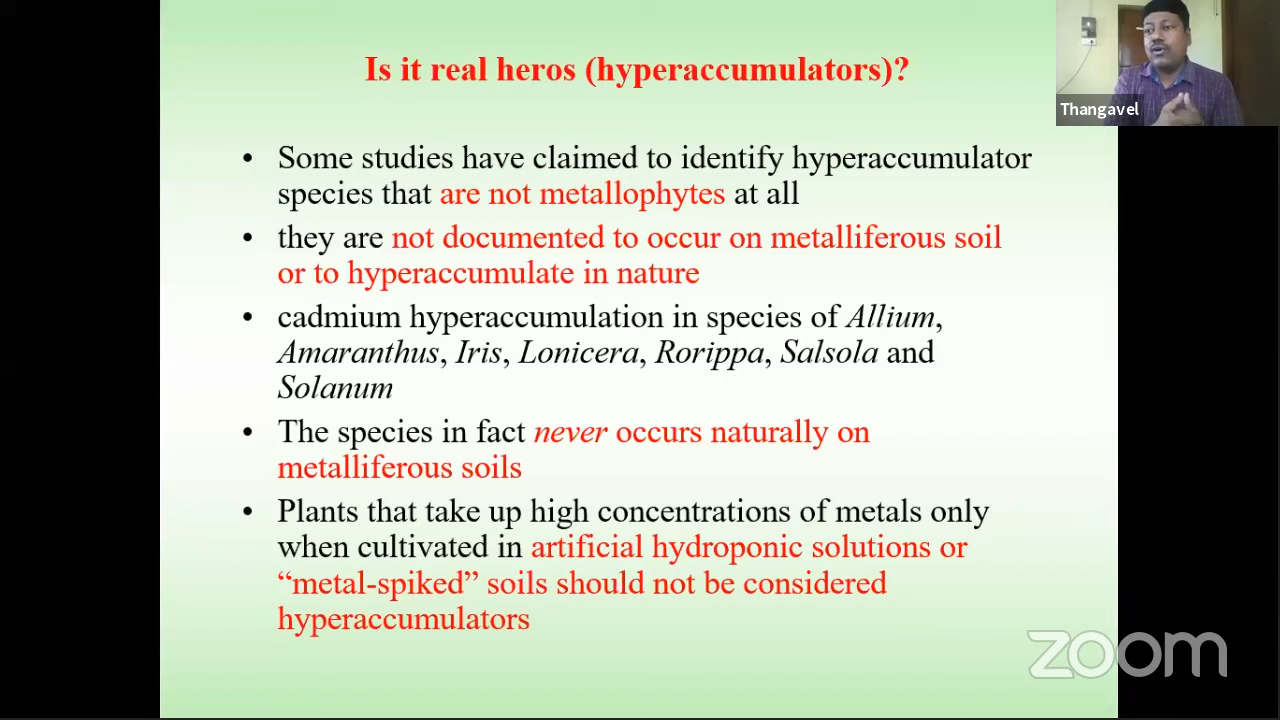 Is it real heros (hyperaccumulators)?
Thangavel
• Some studies have claimed to identify hyperaccumulator
species that are not metallophytes at all
• they are not documented to occur on metalliferous soil
or to hyperaccumulate in nature
• cadmium hyperaccumulation in species of Allium,
Amaranthus, Iris, Lonicera, Rorippa, Salsola and
Solanum
• The species in fact never occurs naturally on
metalliferous soils
• Plants that take up high concentrations of metals only
when cultivated in artificial hydroponic solutions or
“metal-spiked” soils should not be considered
hyperaccumulators
zoom